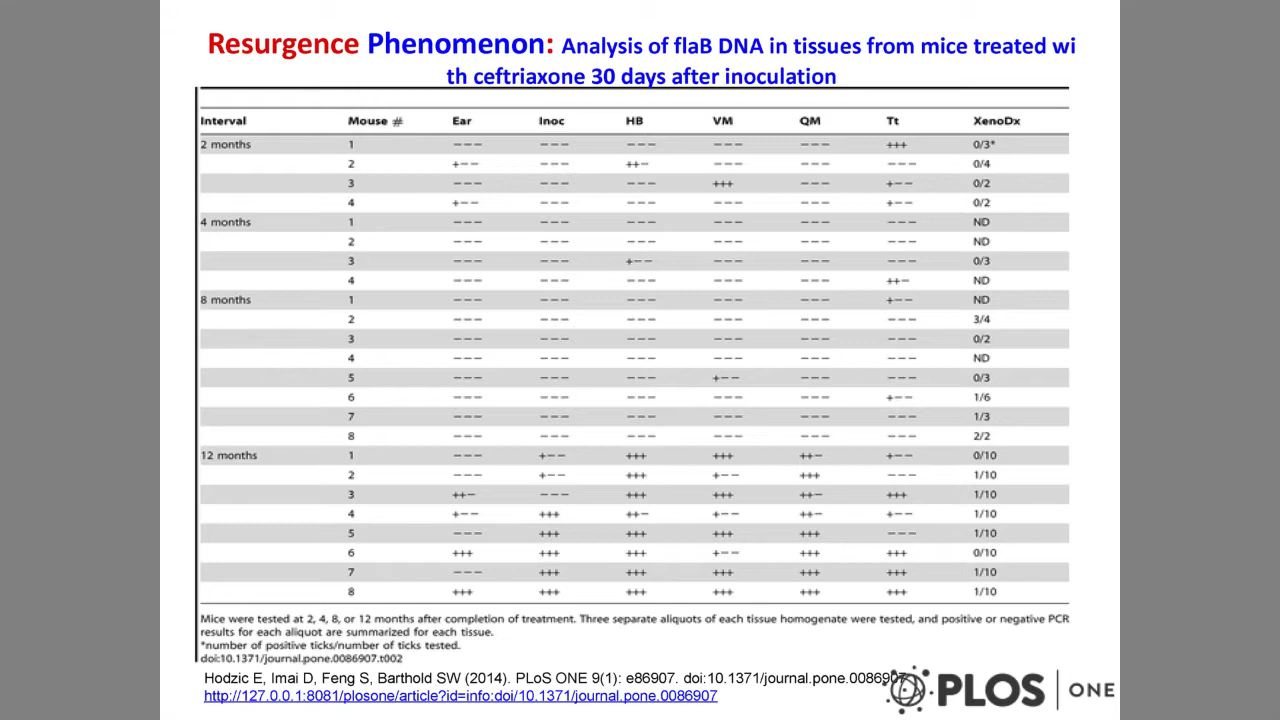 Resurgence Phenomenon: Analysis of flaB DNA in tissues from mice treated wi
th ceftriaxone 30 days after inoculation
Interval Mouse # Ear Inoc HB VM QM Tt XenoDx
2 months 1 −−− −−− −−− −−− −−− +++ 0/3*
2 +−− −−− ++− −−− −−− −−− 0/4
3 −−− −−− −−− +++ −−− +−− 0/2
4 +−− −−− −−− −−− −−− +−− 0/2
4 months 1 −−− −−− −−− −−− −−− −−− ND
2 −−− −−− −−− −−− −−− −−− ND
3 −−− −−− +−− −−− −−− −−− 0/3
4 −−− −−− −−− −−− −−− ++− ND
8 months 1 −−− −−− −−− −−− −−− +−− ND
2 −−− −−− −−− −−− −−− −−− 3/4
3 −−− −−− −−− −−− −−− −−− 0/2
4 −−− −−− −−− −−− −−− −−− ND
5 −−− −−− −−− +−− −−− −−− 0/3
6 −−− −−− −−− −−− −−− +−− 1/6
7 −−− −−− −−− −−− −−− −−− 1/3
8 −−− −−− −−− −−− −−− −−− 2/2
12 months 1 −−− +−− +++ +++ ++− +−− 0/10
2 −−− +−− +++ +−− +++ −−− 1/10
3 ++− −−− +++ +++ ++− +++ 1/10
4 +−− +++ ++− +−− ++− +−− 1/10
5 −−− +++ +++ +++ +++ −−− 1/10
6 +++ +++ +++ +−− +++ +++ 0/10
7 −−− +++ +++ +++ +++ +++ 1/10
8 +++ +++ +++ +++ +++ +++ 1/10
Mice were tested at 2, 4, 8, or 12 months after completion of treatment. Three separate aliquots of each tissue homogenate were tested, and positive or negative PCR
results for each aliquot are summarized for each tissue.
*number of positive ticks/number of ticks tested.
doi:10.1371/journal.pone.0086907.t002
Hodzic E, Imai D, Feng S, Barthold SW (2014). PLoS ONE 9(1): e86907. doi:10.1371/journal.pone.0086907
http://127.0.0.1:8081/plosone/article?id=info:doi/10.1371/journal.pone.0086907
PLOS ONE